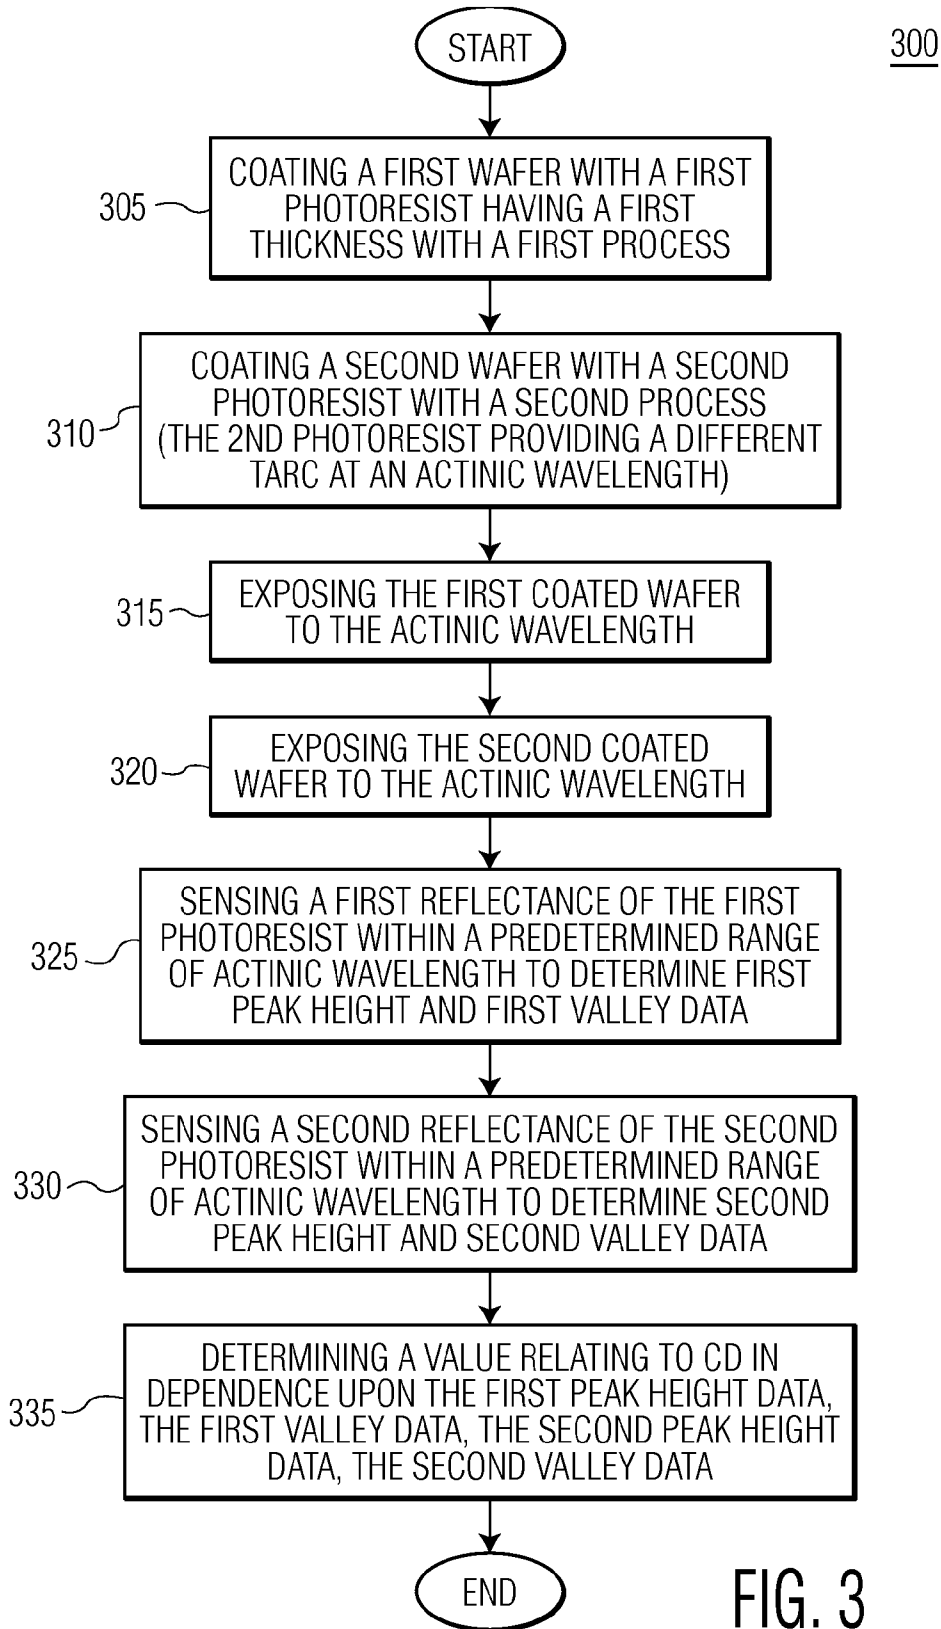 START
300
305
COATING A FIRST WAFER WITH A FIRST
PHOTORESIST HAVING A FIRST
THICKNESS WITH A FIRST PROCESS
310
COATING A SECOND WAFER WITH A SECOND
PHOTORESIST WITH A SECOND PROCESS
(THE 2ND PHOTORESIST PROVIDING A DIFFERENT
TARC AT AN ACTINIC WAVELENGTH)
315
EXPOSING THE FIRST COATED WAFER
TO THE ACTINIC WAVELENGTH
320
EXPOSING THE SECOND COATED
WAFER TO THE ACTINIC WAVELENGTH
325
SENSING A FIRST REFLECTANCE OF THE FIRST
PHOTORESIST WITHIN A PREDETERMINED RANGE
OF ACTINIC WAVELENGTH TO DETERMINE FIRST
PEAK HEIGHT AND FIRST VALLEY DATA
330
SENSING A SECOND REFLECTANCE OF THE SECOND
PHOTORESIST WITHIN A PREDETERMINED RANGE
OF ACTINIC WAVELENGTH TO DETERMINE SECOND
PEAK HEIGHT AND SECOND VALLEY DATA
335
DETERMINING A VALUE RELATING TO CD IN
DEPENDENCE UPON THE FIRST PEAK HEIGHT DATA,
THE FIRST VALLEY DATA, THE SECOND PEAK HEIGHT
DATA, THE SECOND VALLEY DATA
END
FIG. 3